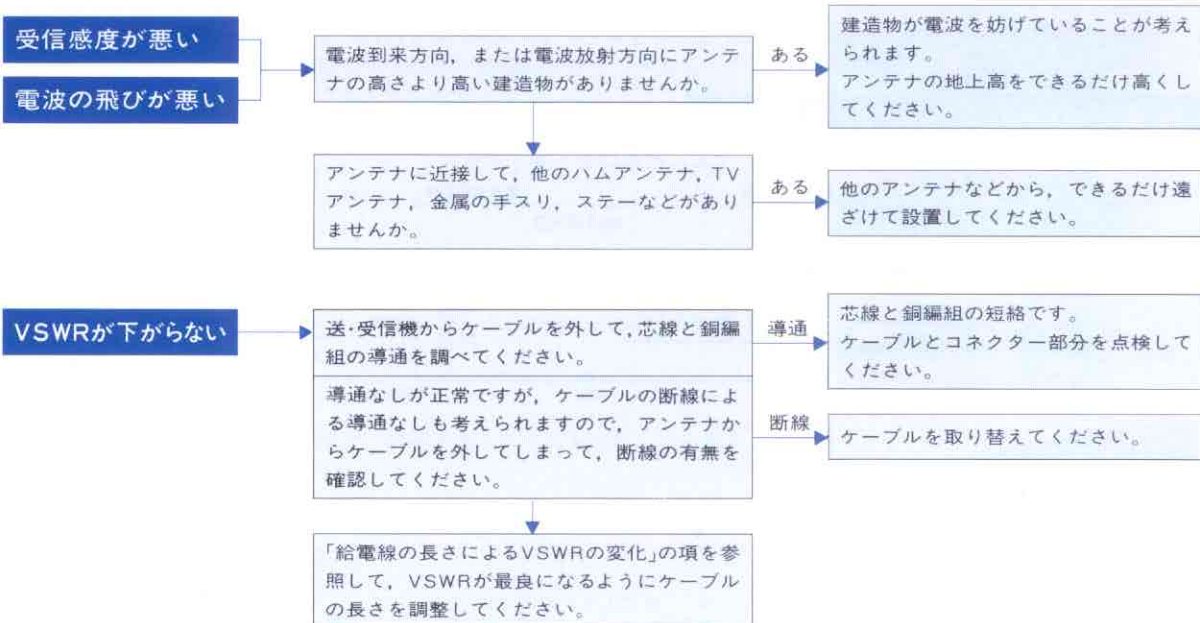 受信感度が悪い
電波の飛びが悪い
電波到来方向，または電波放射方向にアンテ
ナの高さより高い建造物がありませんか。
ある
建造物が電波を妨げていることが考え
られます。
アンテナの地上高をできるだけ高くし
てください。
アンテナに近接して，他のハムアンテナ，TV
アンテナ，金属の手スリ，ステーなどがあり
ませんか。
ある
他のアンテナなどから，できるだけ遠
ざけて設置してください。
VSWRが下がらない
送・受信機からケーブルを外して，芯線と銅編
組の導通を調べてください。
導通
芯線と銅編組の短絡です。
ケーブルとコネクター部分を点検して
ください。
導通なしが正常ですが，ケーブルの断線によ
る導通なしも考えられますので，アンテナか
らケーブルを外してしまって，断線の有無を
確認してください。
断線
ケーブルを取り替えてください。
「給電線の長さによるVSWRの変化」の項を参
照して，VSWRが最良になるようにケーブル
の長さを調整してください。